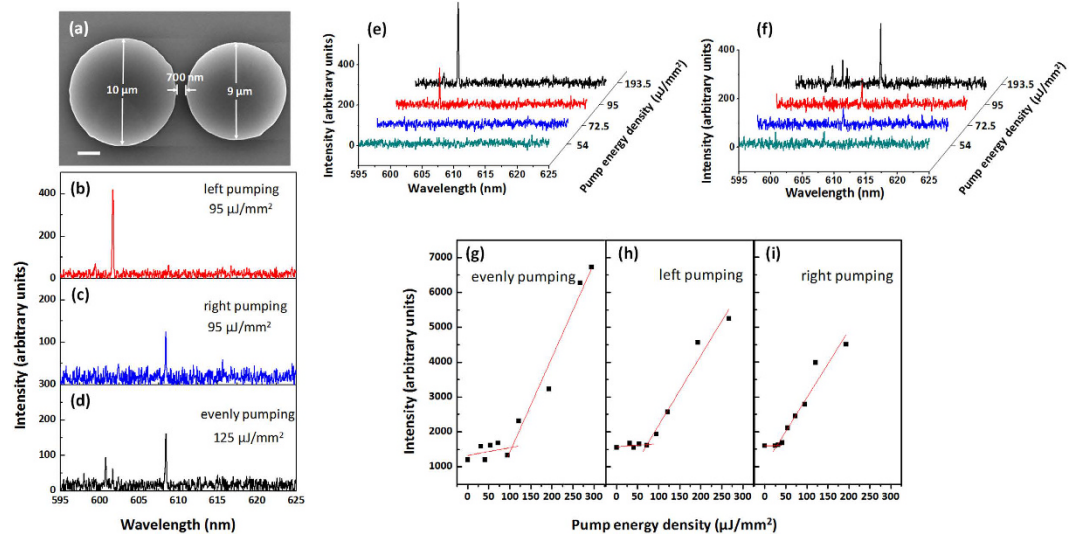 (a)
700 nm
10 μm
9 μm
(b)
left pumping
95 μJ/mm²
400
200
0
(c)
right pumping
95 μJ/mm²
200
100
300
(d)
evenly pumping
125 μJ/mm²
200
100
0
595 600 605 610 615 620 625
Wavelength (nm)
Intensity (arbitrary units)
(e)
400
200
0
595 600 605 610 615 620 625
Wavelength (nm)
Intensity (arbitrary units)
193.5
95
72.5
54
Pump energy density (μJ/mm²)
(f)
400
200
0
595 600 605 610 615 620 625
Wavelength (nm)
Intensity (arbitrary units)
193.5
95
72.5
54
Pump energy density (μJ/mm²)
(g)
evenly pumping
(h)
left pumping
(i)
right pumping
7000
6000
5000
4000
3000
2000
1000
Intensity (arbitrary units)
0 50 100 150 200 250 300
0 50 100 150 200 250 300
0 50 100 150 200 250 300
Pump energy density (μJ/mm²)